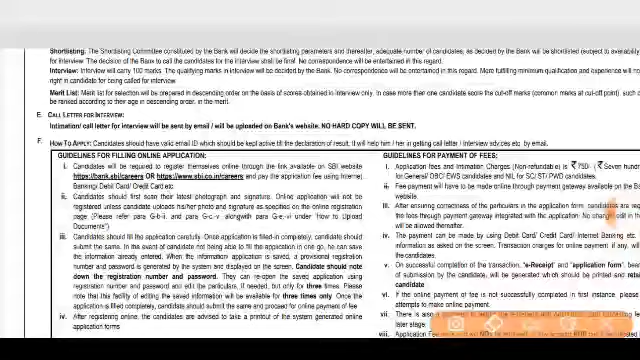 Shortlisting: The Shortlisting Committee constituted by the Bank will decide the shortlisting parameters and thereafter, adequate number of candidates, as decided by the Bank will be shortlisted (subject to availability
for interview. The decision of the Bank to call the candidates for the interview shall be final. No correspondence will be entertained in this regard.
Interview: Interview will carry 100 marks. The qualifying marks in interview will be decided by the Bank. No correspondence will be entertained in this regard. Mere fulfilling minimum qualification and experience will no
right in candidate for being called for interview.
Merit List: Merit list for selection will be prepared in descending order on the basis of scores obtained in interview only. In case more than one candidate score the cut-off marks (common marks at cut-off point), such c
be ranked according to their age in descending order, in the merit.
E. CALL LETTER FOR INTERVIEW:
Intimation/ call letter for interview will be sent by email / will be uploaded on Bank's website. NO HARD COPY WILL BE SENT.
F. HOW TO APPLY: Candidates should have valid email ID which should be kept active till the declaration of result. It will help him / her in getting call letter / Interview advices etc. by email.
GUIDELINES FOR FILLING ONLINE APPLICATION:
i. Candidates will be required to register themselves online through the link available on SBI website
https://bank.sbi/careers OR https://www.sbi.co.in/careers and pay the application fee using Internet
Banking/ Debit Card/ Credit Card etc
ii. Candidates should first scan their latest photograph and signature. Online application will not be
registered unless candidate uploads his/her photo and signature as specified on the online registration
page (Please refer para G-b-ii. and para G-c-v. alongwith para G-e-vi under "How to Upload
Documents")
iii. Candidates should fill the application carefully. Once application is filled-in completely, candidate should
submit the same. In the event of candidate not being able to fill the application in one go, he can save
the information already entered. When the information application is saved, a provisional registration
number and password is generated by the system and displayed on the screen. Candidate should note
down the registration number and password. They can re-open the saved application using
registration number and password and edit the particulars, if needed, but only for three times. Please
note that this facility of editing the saved information will be available for three times only. Once the
application is filled completely, candidate should submit the same and proceed for online payment of fee
iv. After registering online, the candidates are advised to take a printout of the system generated online
application forms
GUIDELINES FOR PAYMENT OF FEES:
i. Application fees and Intimation Charges (Non-refundable) is ₹ 750/- (₹ Seven hundr
for General/ OBC/ EWS candidates and NIL for SC/ ST/ PWD candidates.
ii. Fee payment will have to be made online through payment gateway available on the Ba
website.
iii. After ensuring correctness of the particulars in the application form, candidates are req
the fees through payment gateway integrated with the application. No change/ edit in th
will be allowed thereafter.
iv. The payment can be made by using Debit Card/ Credit Card/ Internet Banking etc.
information as asked on the screen. Transaction charges for online payment, if any, will
the candidates.
v. On successful completion of the transaction, "e-Receipt" and "application form", bear
of submission by the candidate, will be generated which should be printed and retai
candidate
vi. If the online payment of fee is not successfully completed in first instance, please
attempts to make online payment.
vii. There is also a
later stage.
viii. Application Fee